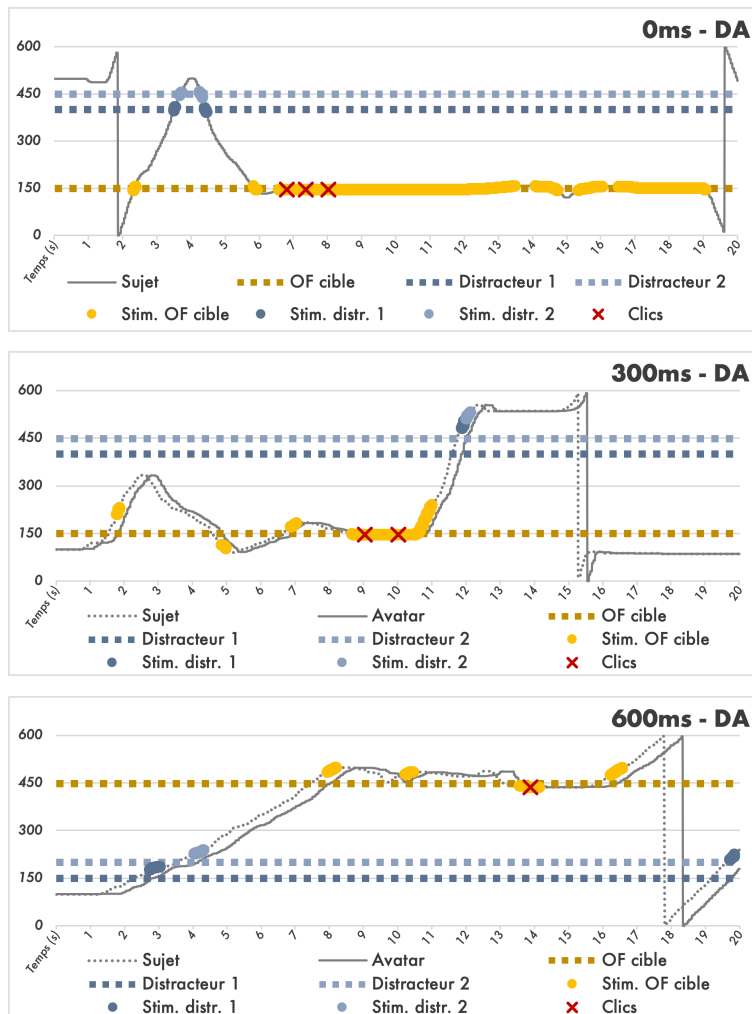 0ms - DA
600
450
300
150
0
Temps (s) 1 2 3 4 5 6 7 8 9 10 11 12 13 14 15 16 17 18 19 20
Sujet OF cible Distracteur 1 Distracteur 2
Stim. OF cible Stim. distr. 1 Stim. distr. 2 Clics
300ms - DA
600
450
300
150
0
Temps (s) 1 2 3 4 5 6 7 8 9 10 11 12 13 14 15 16 17 18 19 20
Sujet Avatar OF cible
Distracteur 1 Distracteur 2 Stim. OF cible
Stim. distr. 1 Stim. distr. 2 Clics
600ms - DA
600
450
300
150
0
Temps (s) 1 2 3 4 5 6 7 8 9 10 11 12 13 14 15 16 17 18 19 20
Sujet Avatar OF cible
Distracteur 1 Distracteur 2 Stim. OF cible
Stim. distr. 1 Stim. distr. 2 Clics